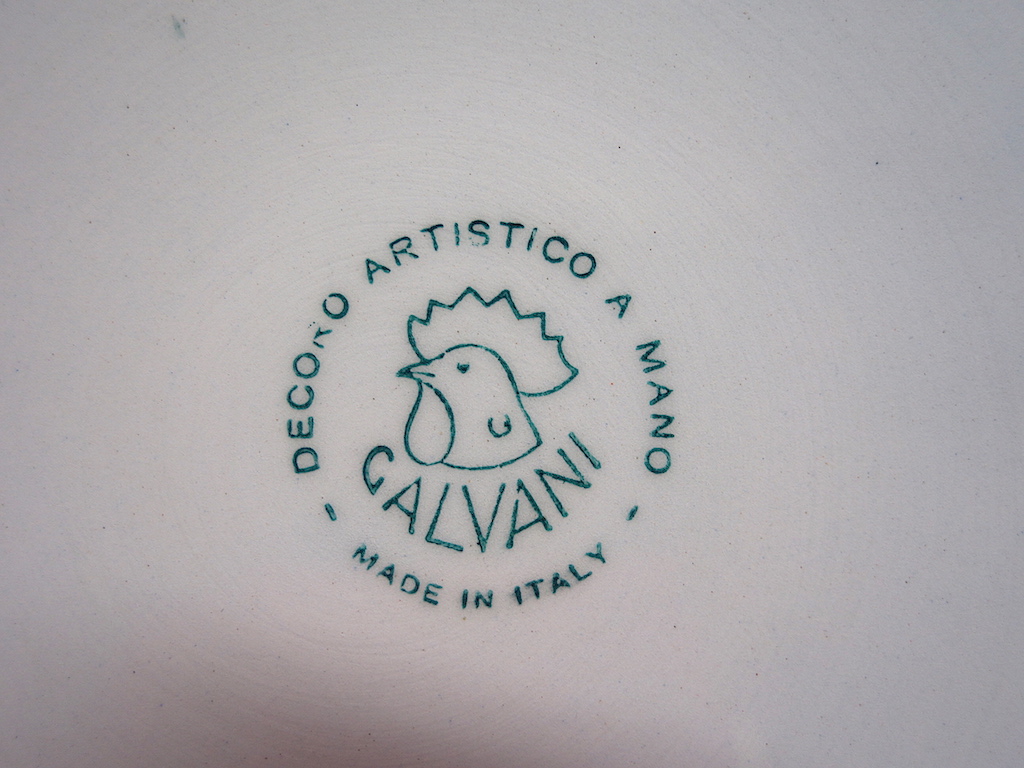 DECORO ARTISTICO A MANO
GALVANI
- MADE IN ITALY -